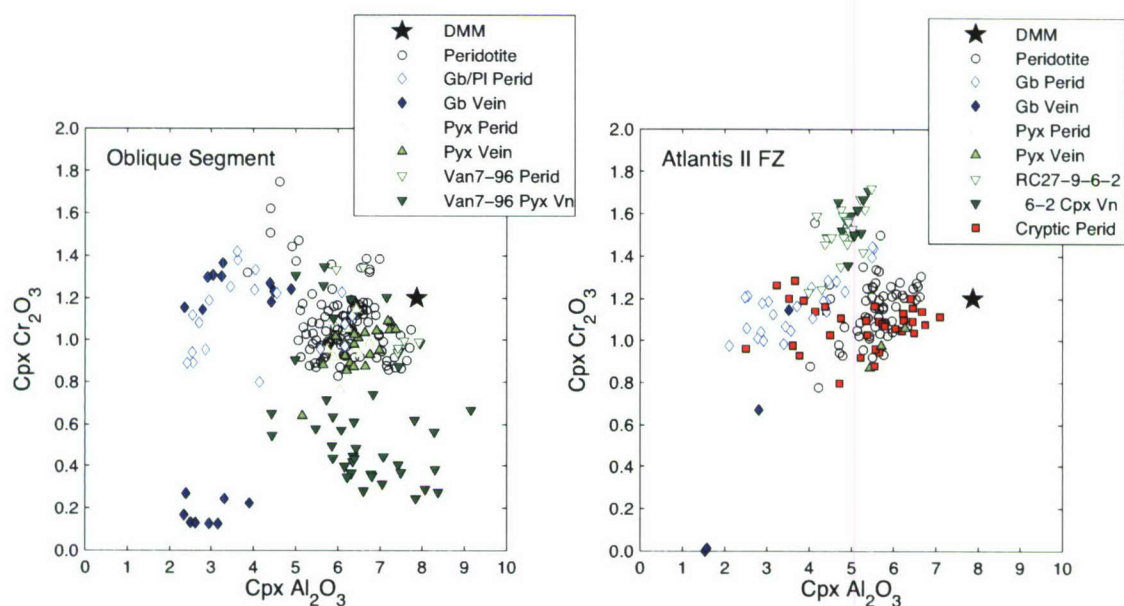 DMM
Peridotite
Gb/Pl Perid
Gb Vein
Pyx Perid
Pyx Vein
Van7-96 Perid
Van7-96 Pyx Vn
Oblique Segment
2.0
1.8
1.6
1.4
1.2
1.0
0.8
0.6
0.4
0.2
0.0
Cpx Cr2O3
0 1 2 3 4 5 6 7 8 9 10
Cpx Al2O3
DMM
Peridotite
Gb Perid
Gb Vein
Pyx Perid
Pyx Vein
RC27-9-6-2
6-2 Cpx Vn
Cryptic Perid
Atlantis II FZ
2.0
1.8
1.6
1.4
1.2
1.0
0.8
0.6
0.4
0.2
0.0
Cpx Cr2O3
0 1 2 3 4 5 6 7 8 9 10
Cpx Al2O3